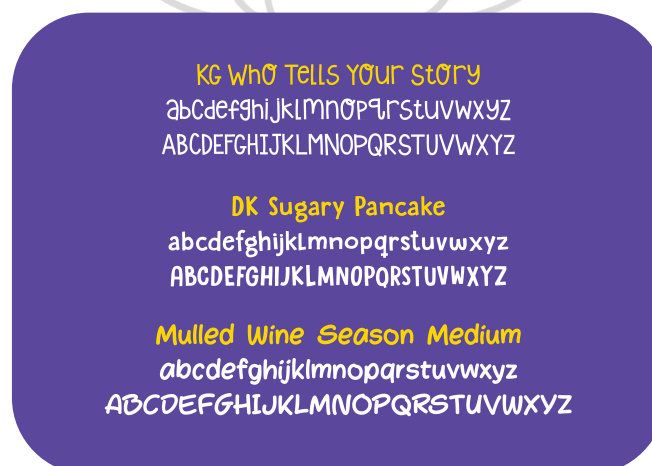 KG Who Tells Your Story
abcdefghijklmnopqrstuvwxyz
ABCDEFGHIJKLMNOPQRSTUVWXYZ
DK Sugary Pancake
abcdefghijklmnopqrstuvwxyz
ABCDEFGHIJKLMNOPQRSTUVWXYZ
Mulled Wine Season Medium
abcdefghijklmnopqrstuvwxyz
ABCDEFGHIJKLMNOPQRSTUVWXYZ